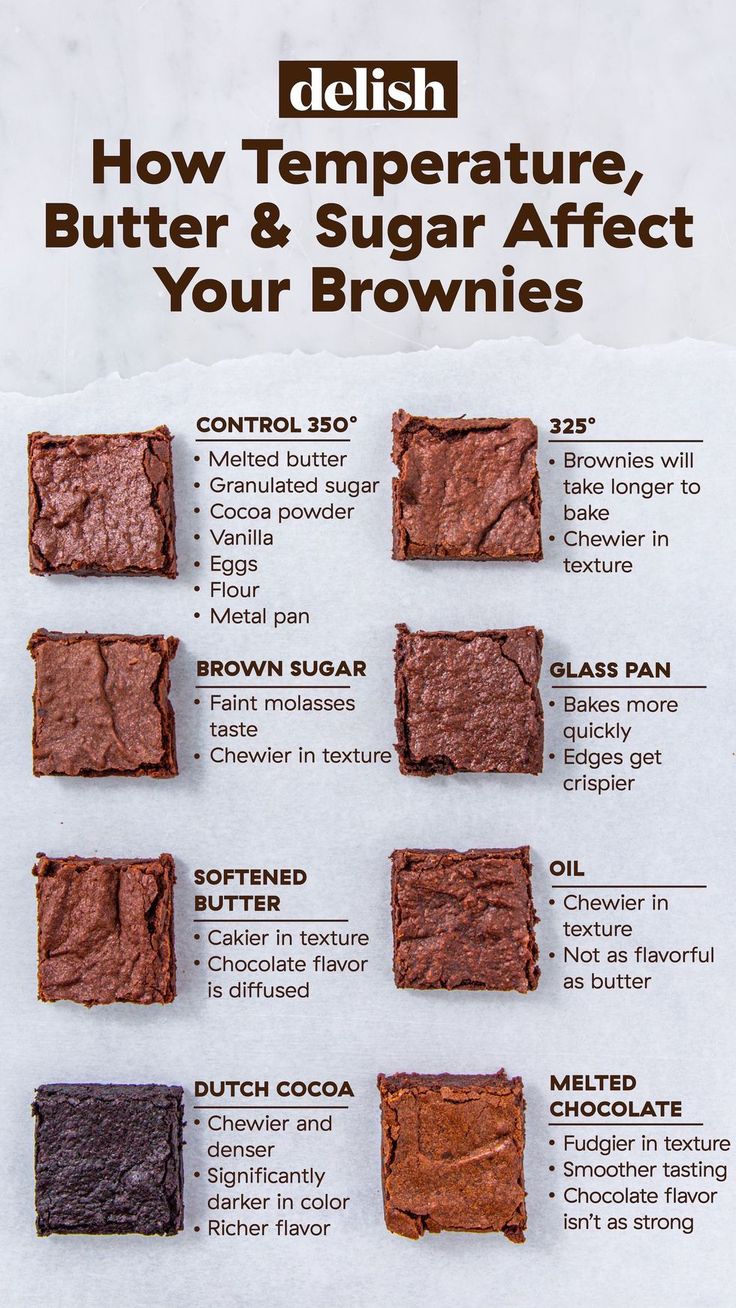 delish
How Temperature,
Butter & Sugar Affect
Your Brownies
CONTROL 350°
• Melted butter
• Granulated sugar
• Cocoa powder
• Vanilla
• Eggs
• Flour
• Metal pan
325°
• Brownies will
take longer to
bake
• Chewier in
texture
BROWN SUGAR
• Faint molasses
taste
• Chewier in texture
GLASS PAN
• Bakes more
quickly
• Edges get
crispier
SOFTENED
BUTTER
• Cakier in texture
• Chocolate flavor
is diffused
OIL
• Chewier in
texture
• Not as flavorful
as butter
DUTCH COCOA
• Chewier and
denser
• Significantly
darker in color
• Richer flavor
MELTED
CHOCOLATE
• Fudgier in texture
• Smoother tasting
• Chocolate flavor
isn't as strong